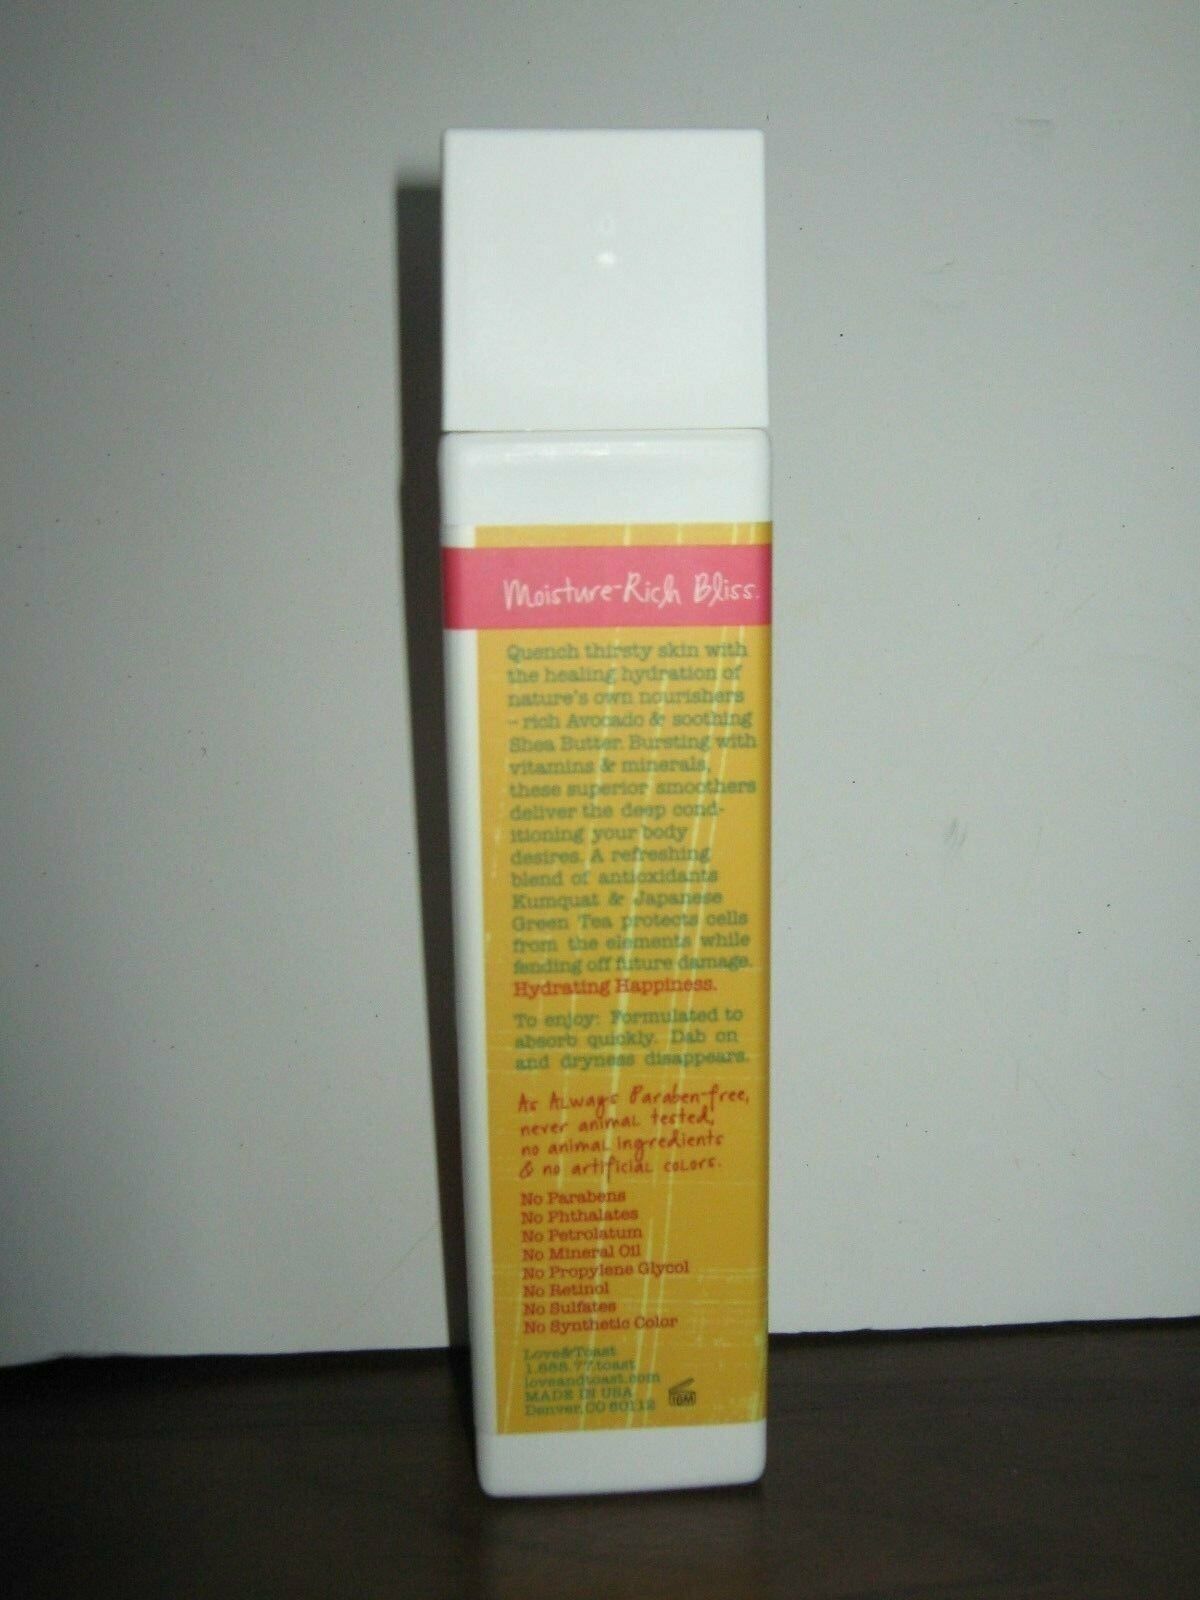 Moisture-Rich Bliss.
Quench thirsty skin with
the healing hydration of
nature's own nourishers
- rich Avocado & soothing
Shea Butter. Bursting with
vitamins & minerals,
these superior smoothers
deliver the deep cond-
itioning your body
desires. A refreshing
blend of antioxidants
Kumquat & Japanese
Green Tea protects cells
from the elements while
fending off future damage.
Hydrating Happiness.
To enjoy: Formulated to
absorb quickly. Dab on
and dryness disappears.
As Always Paraben-free,
never animal tested,
no animal ingredients
& no artificial colors.
No Parabens
No Phthalates
No Petrolatum
No Mineral Oil
No Propylene Glycol
No Retinol
No Sulfates
No Synthetic Color
Love&Toast
1.888.77.toast
loveandtoast.com
MADE IN USA
Denver, CO 80112